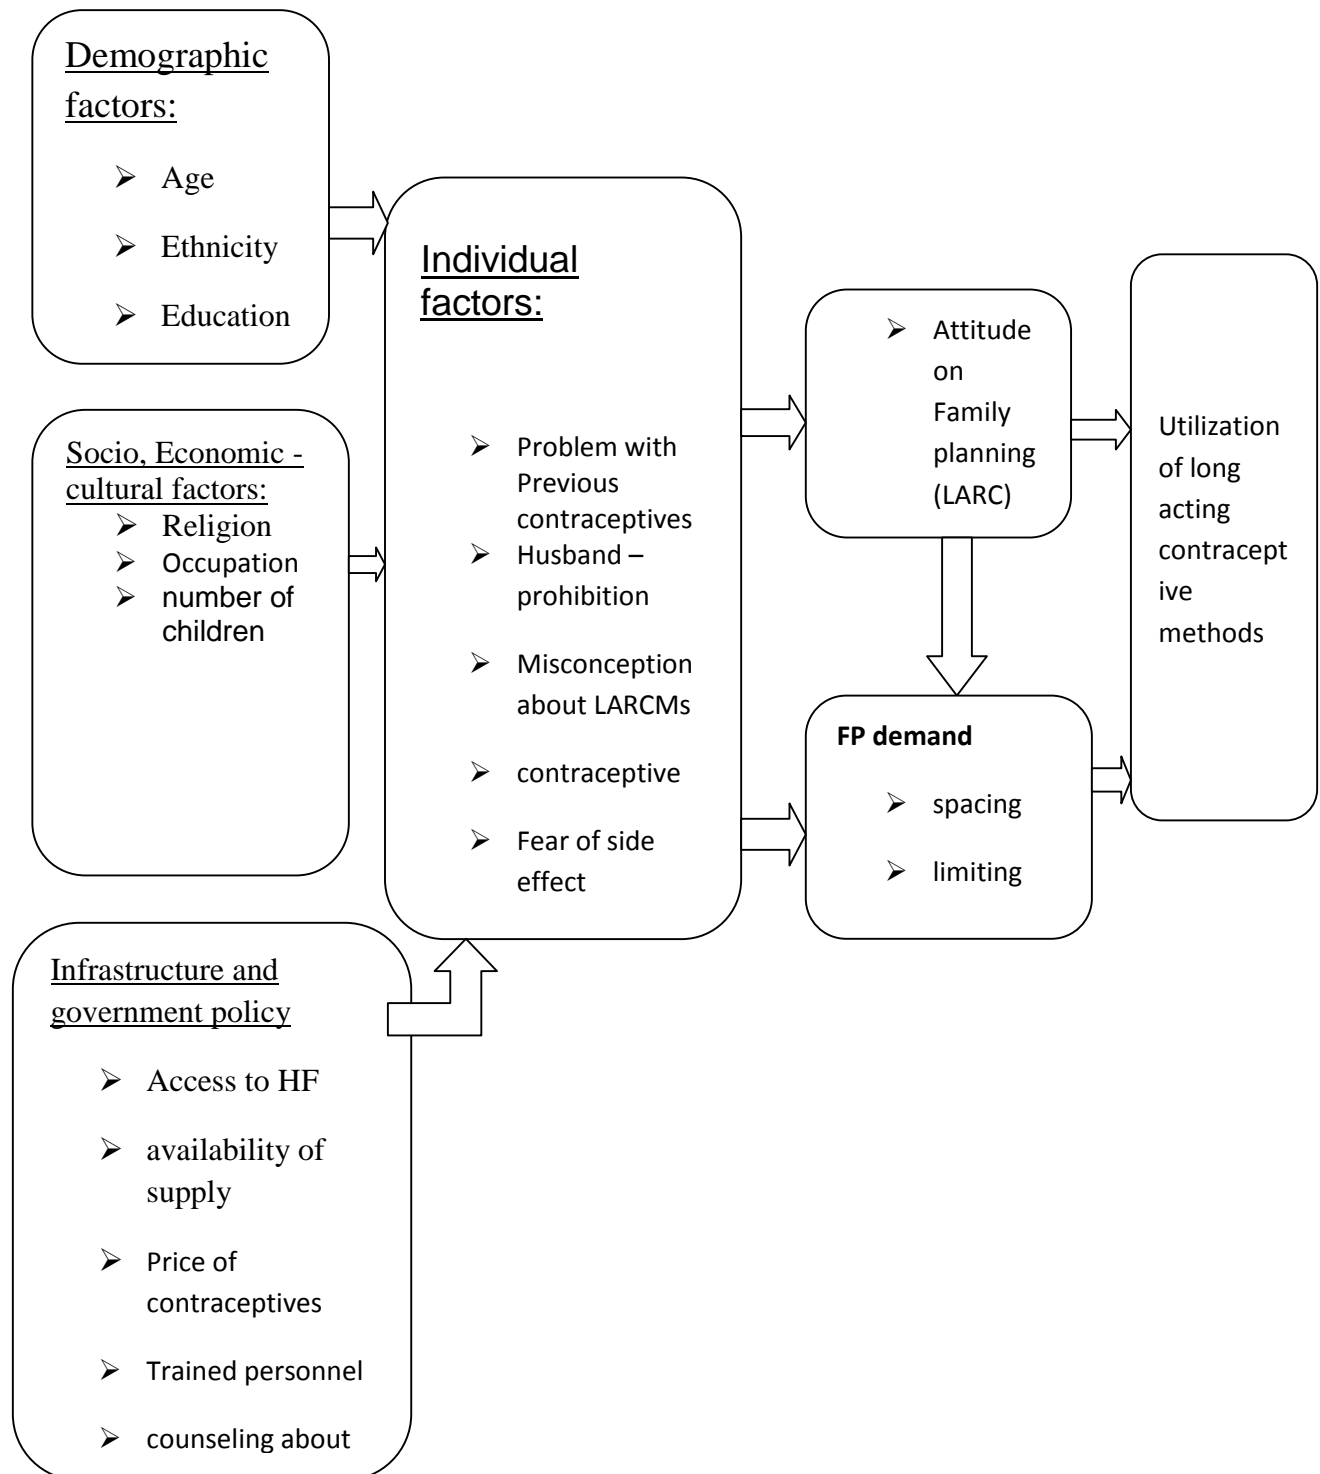 Demographic
factors:
➢ Age
➢ Ethnicity
➢ Education
Socio, Economic -
cultural factors:
➢ Religion
➢ Occupation
➢ number of
children
Infrastructure and
government policy
➢ Access to HF
➢ availability of
supply
➢ Price of
contraceptives
➢ Trained personnel
➢ counseling about
Individual
factors:
➢ Problem with
Previous
contraceptives
➢ Husband –
prohibition
➢ Misconception
about LARCMs
➢ contraceptive
➢ Fear of side
effect
➢ Attitude
on
Family
planning
(LARC)
FP demand
➢ spacing
➢ limiting
Utilization
of long
acting
contracept
ive
methods